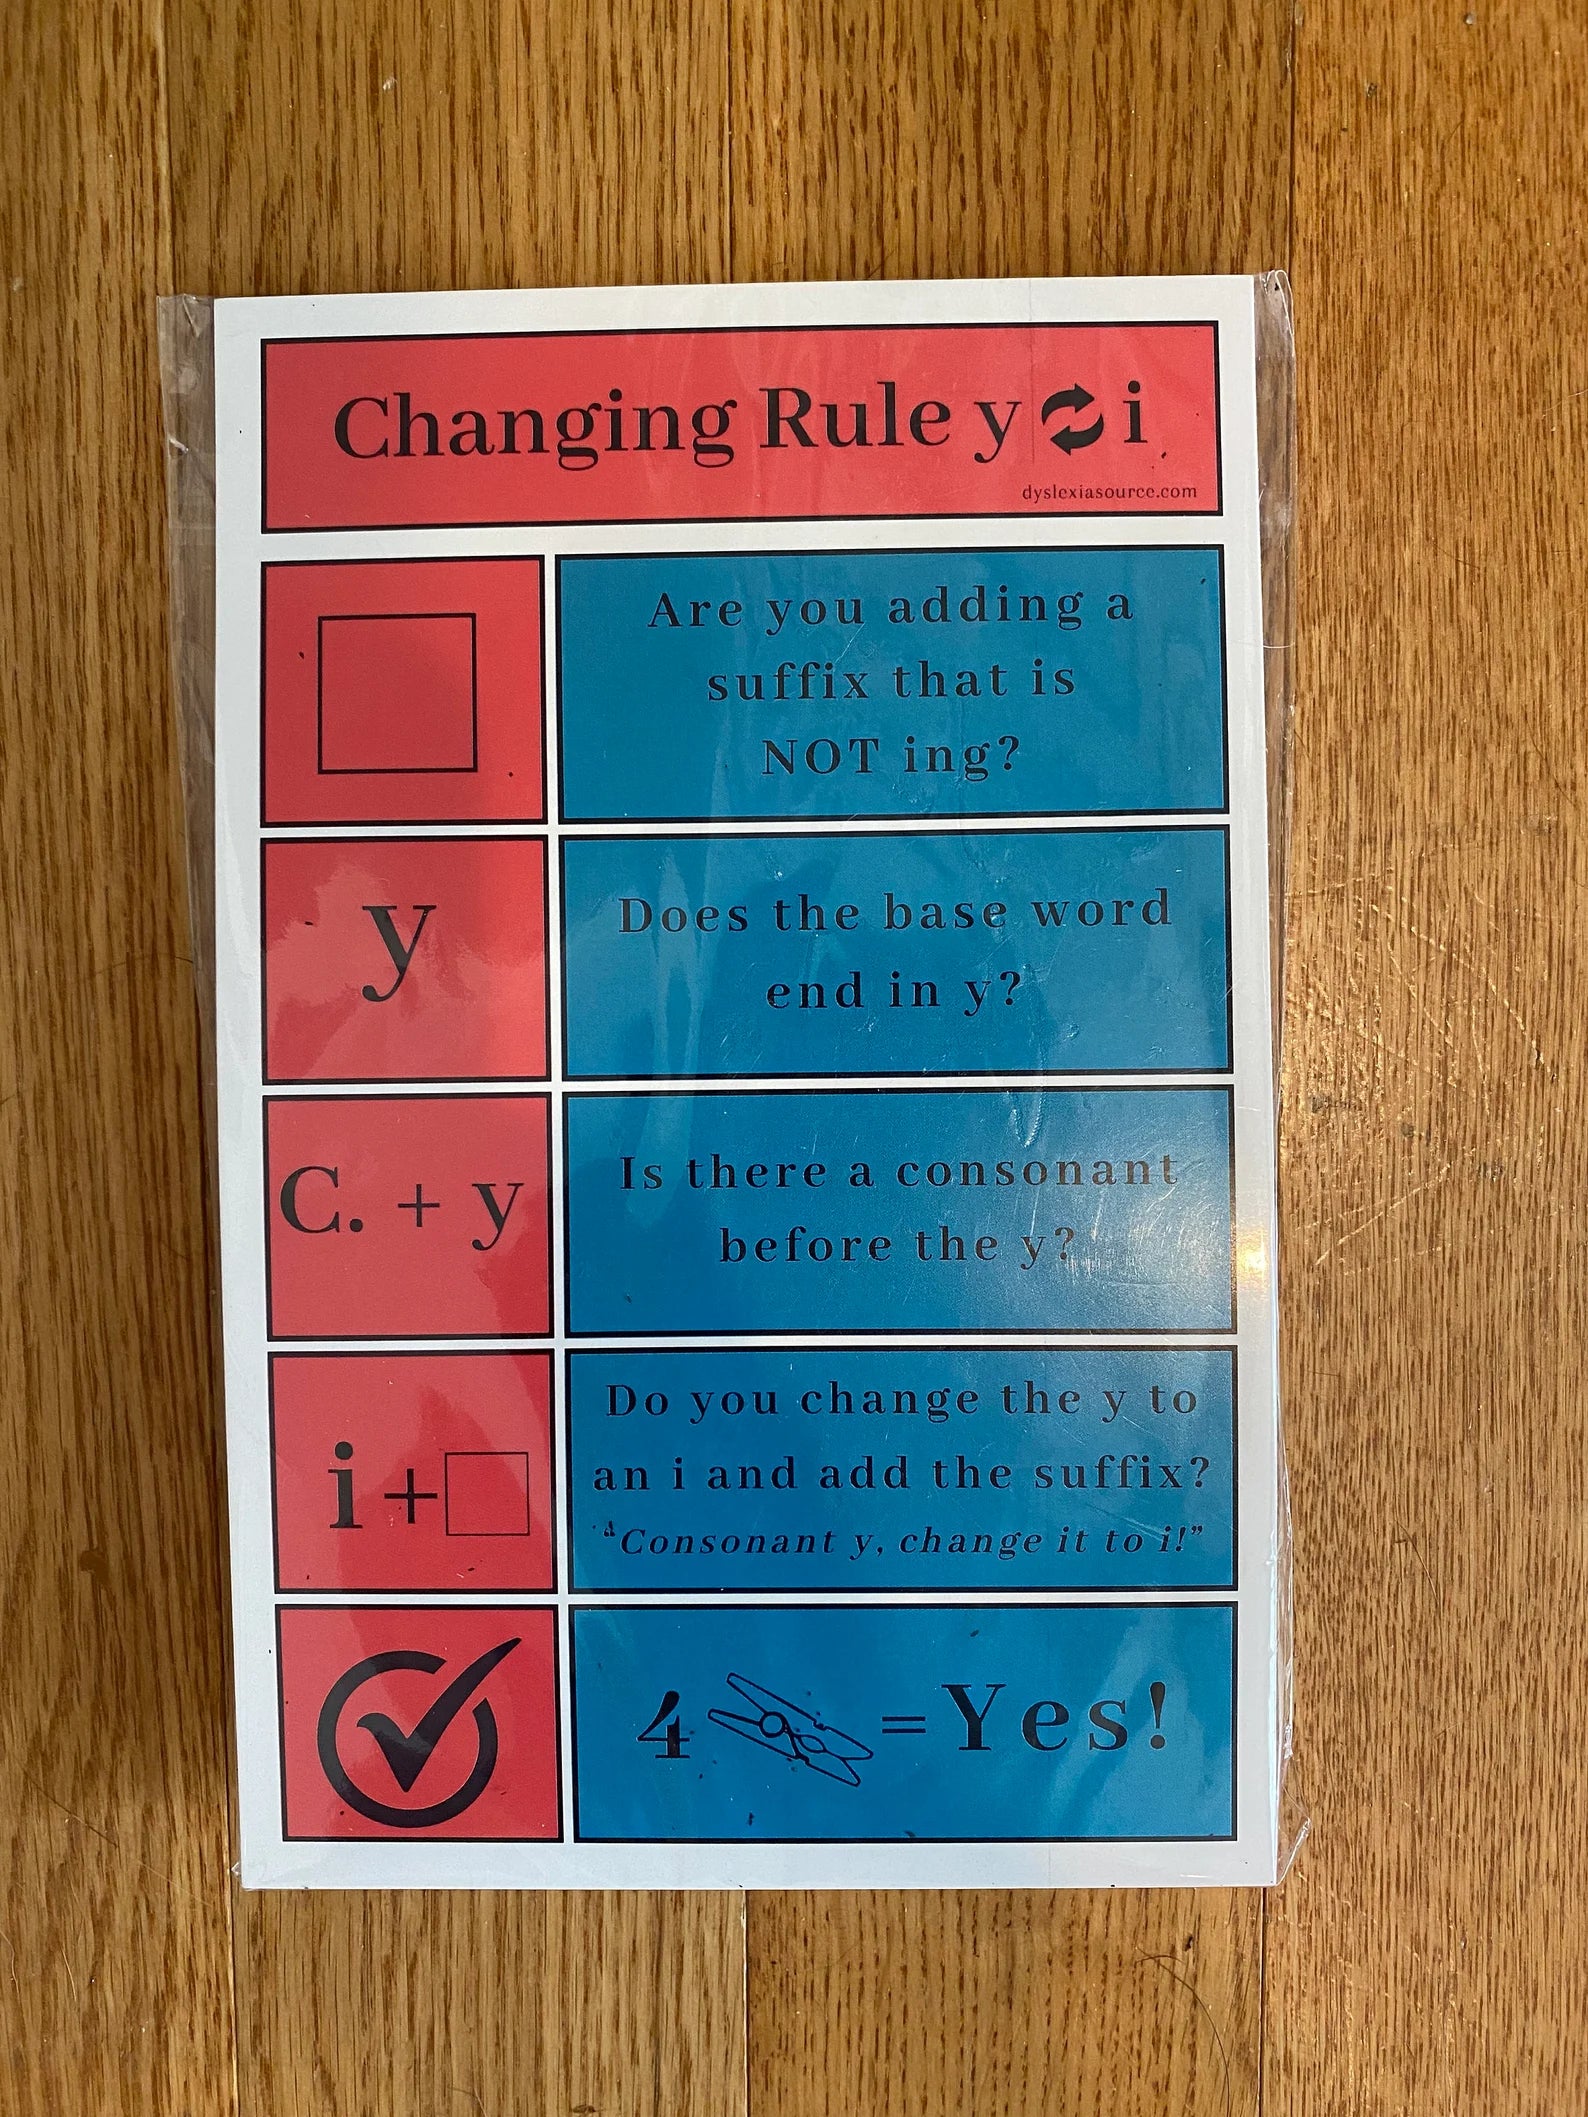 Changing Rule y i
dyslexiasource.com
Are you adding a
suffix that is
NOT ing?
y
Does the base word
end in y?
C. + y
Is there a consonant
before the y?
i +
Do you change the y to
an i and add the suffix?
"Consonant y, change it to i!"
4 = Yes!